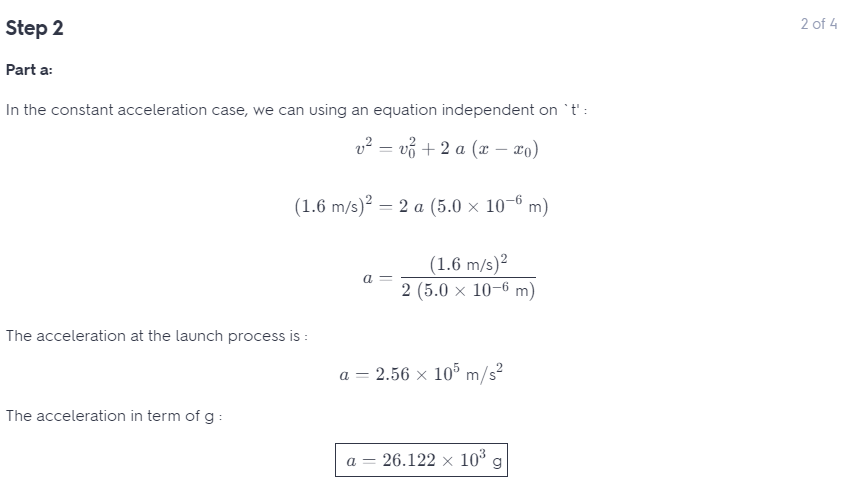 Step 2
2 of 4
Part a:
In the constant acceleration case, we can using an equation independent on `t' :
v² = v₀² + 2 a (x − x₀)
(1.6 m/s)² = 2 a (5.0 × 10⁻⁶ m)
a = (1.6 m/s)² / 2 (5.0 × 10⁻⁶ m)
The acceleration at the launch process is :
a = 2.56 × 10⁵ m/s²
The acceleration in term of g :
a = 26.122 × 10³ g